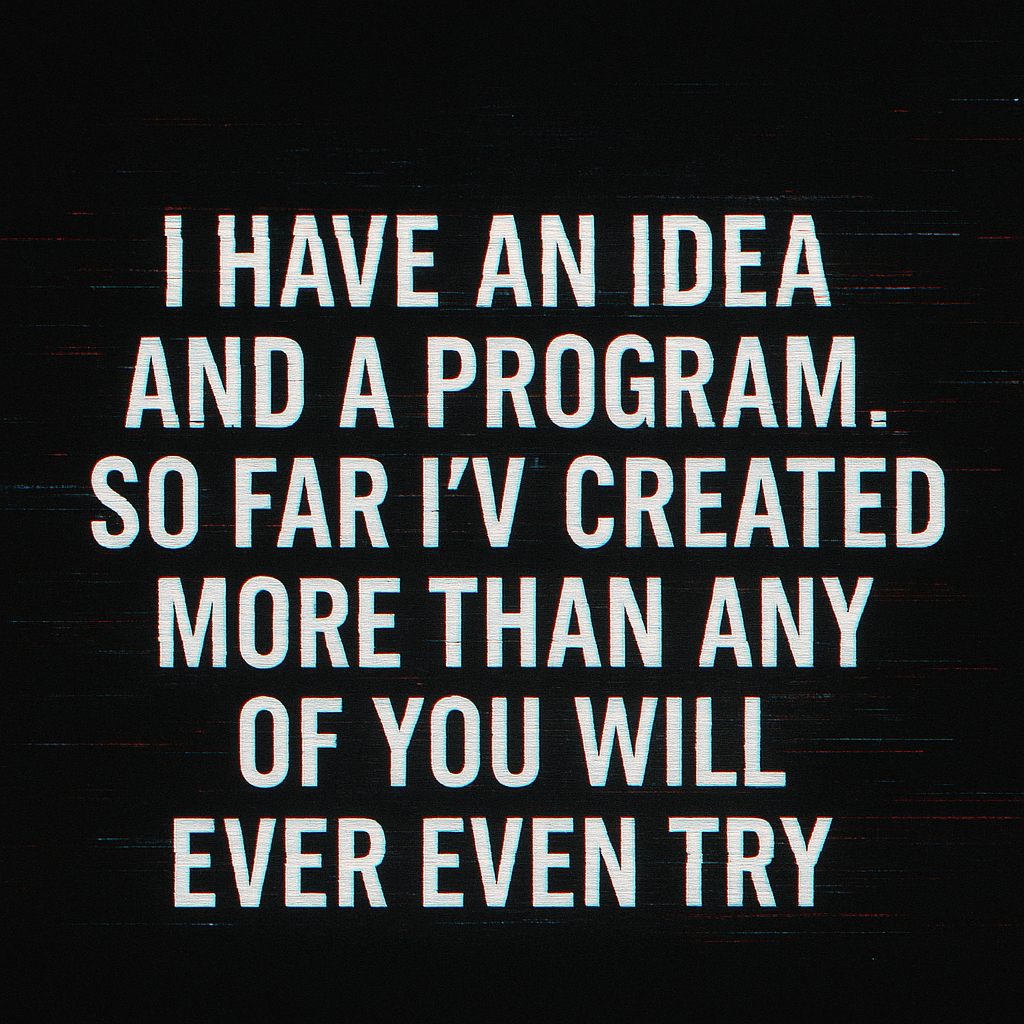 I HAVE AN IDEA
AND A PROGRAM.
SO FAR I'V CREATED
MORE THAN ANY
OF YOU WILL
EVER EVEN TRY